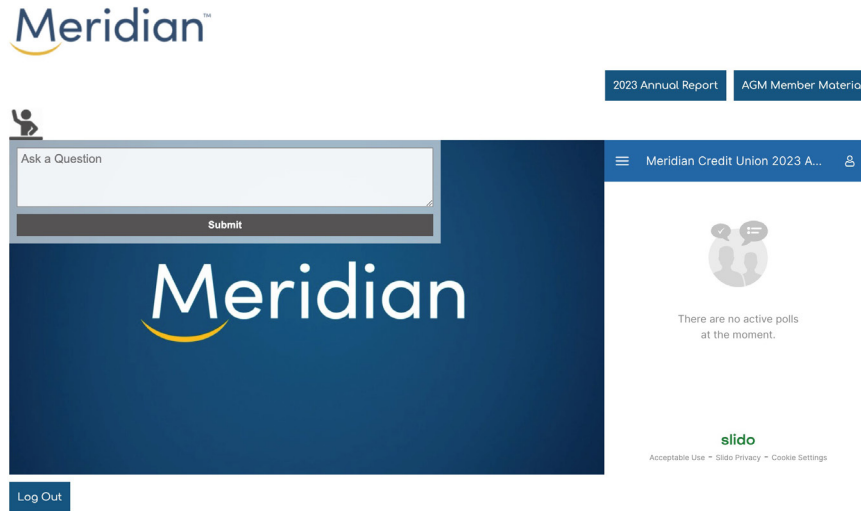 Meridian™
2023 Annual Report
AGM Member Materia
Ask a Question
Submit
Meridian
Meridian Credit Union 2023 A...
There are no active polls
at the moment.
slido
Acceptable Use - Slido Privacy - Cookie Settings
Log Out